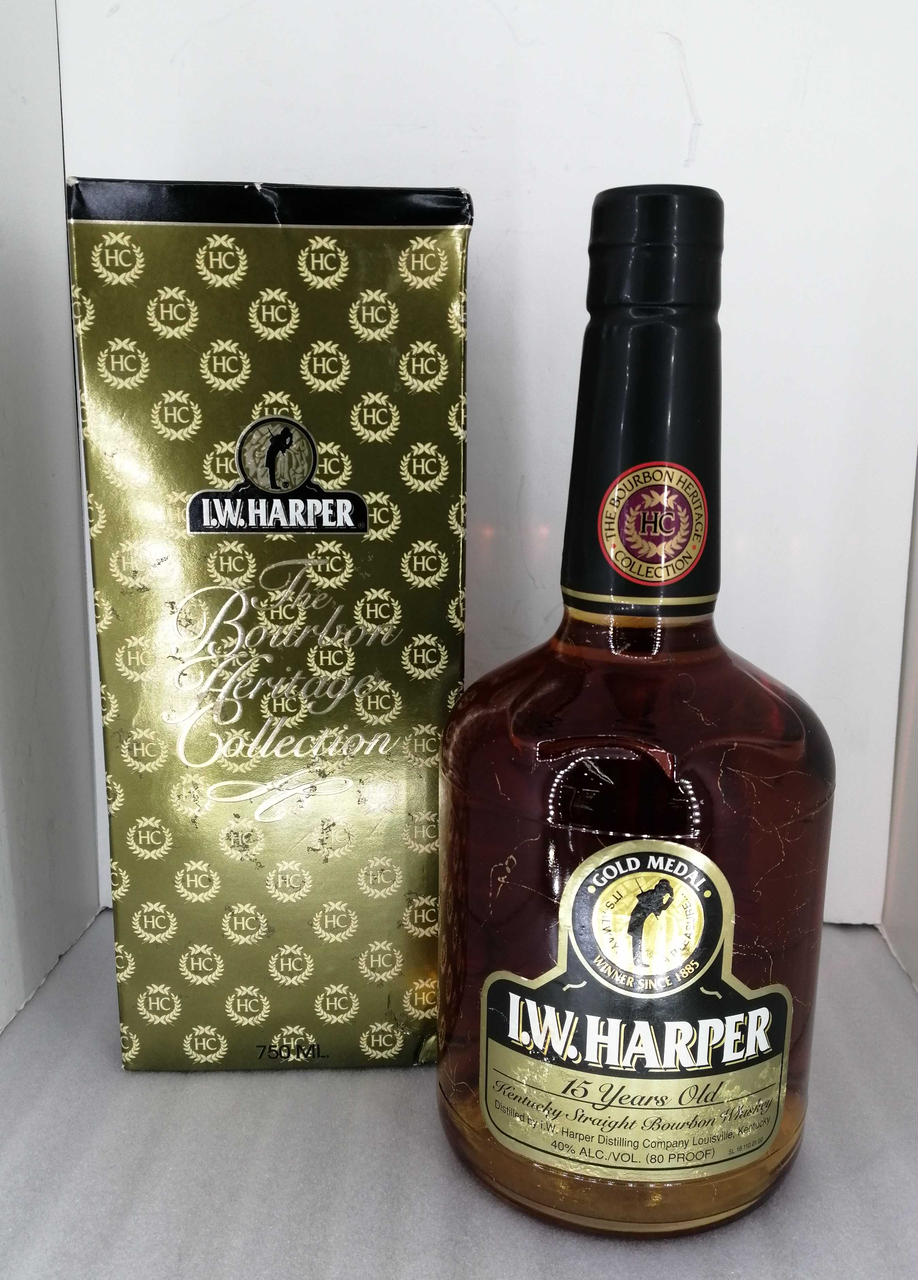 I.W. HARPER
The
Bourbon
Heritage
Collection
750 ML.
HC
THE BOURBON HERITAGE
HC
COLLECTION
GOLD MEDAL
WINNER SINCE 1885
I.W. HARPER
15 Years Old
Kentucky Straight Bourbon Whiskey
Distilled by I.W. Harper Distilling Company Louisville, Kentucky
40% ALC./VOL. (80 PROOF)